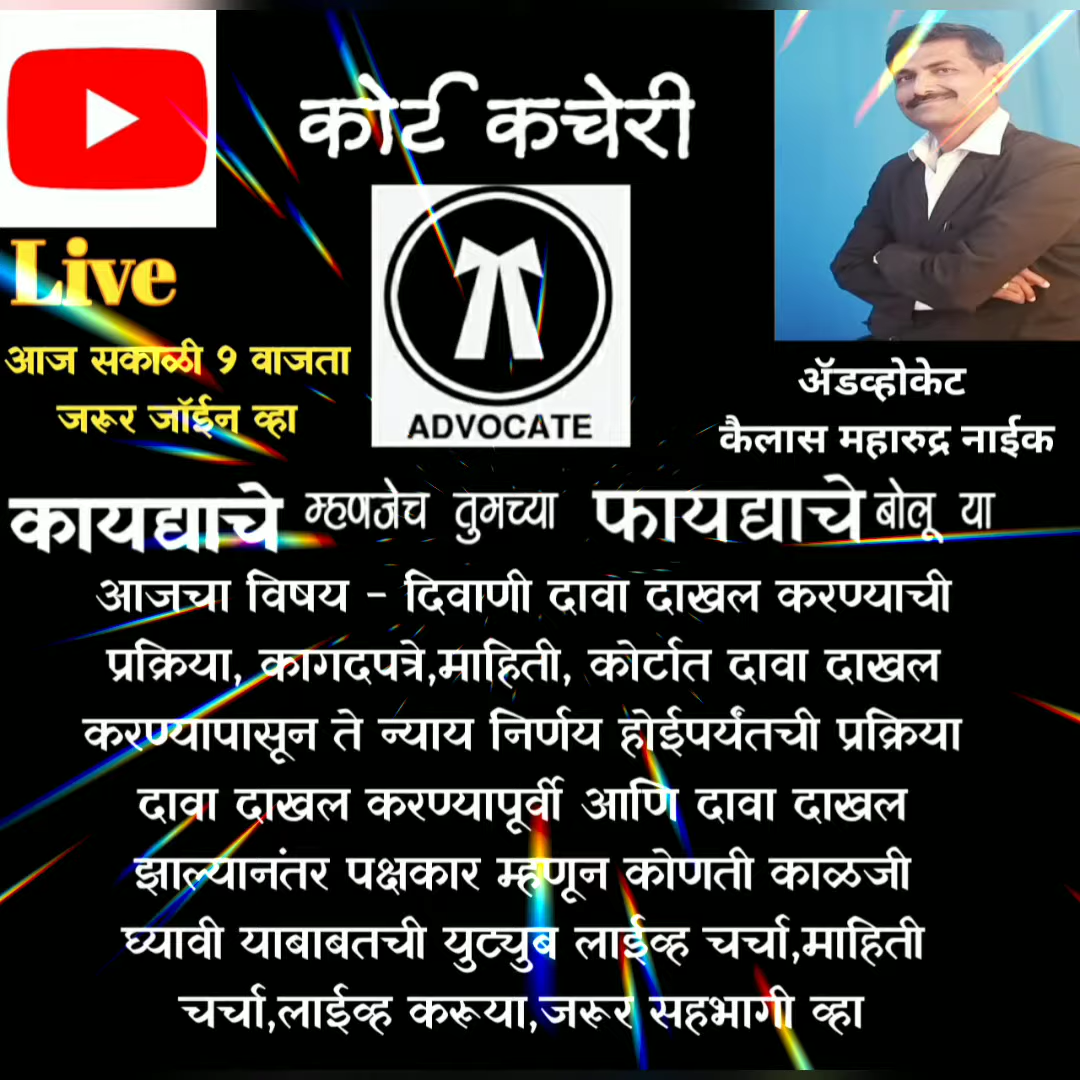 कोर्ट कचेरी
ADVOCATE
Live
आज सकाळी 9 वाजता
जरूर जॉईन व्हा
ॲडव्होकेट
कैलास महारुद्र नाईक
कायद्याचे म्हणजेच तुमच्या फायद्याचे बोलू या
आजचा विषय - दिवाणी दावा दाखल करण्याची
प्रक्रिया, कागदपत्रे,माहिती, कोर्टात दावा दाखल
करण्यापासून ते न्याय निर्णय होईपर्यंतची प्रक्रिया
दावा दाखल करण्यापूर्वी आणि दावा दाखल
झाल्यानंतर पक्षकार म्हणून कोणती काळजी
घ्यावी याबाबतची युट्युब लाईव्ह चर्चा,माहिती
चर्चा,लाईव्ह करूया,जरूर सहभागी व्हा